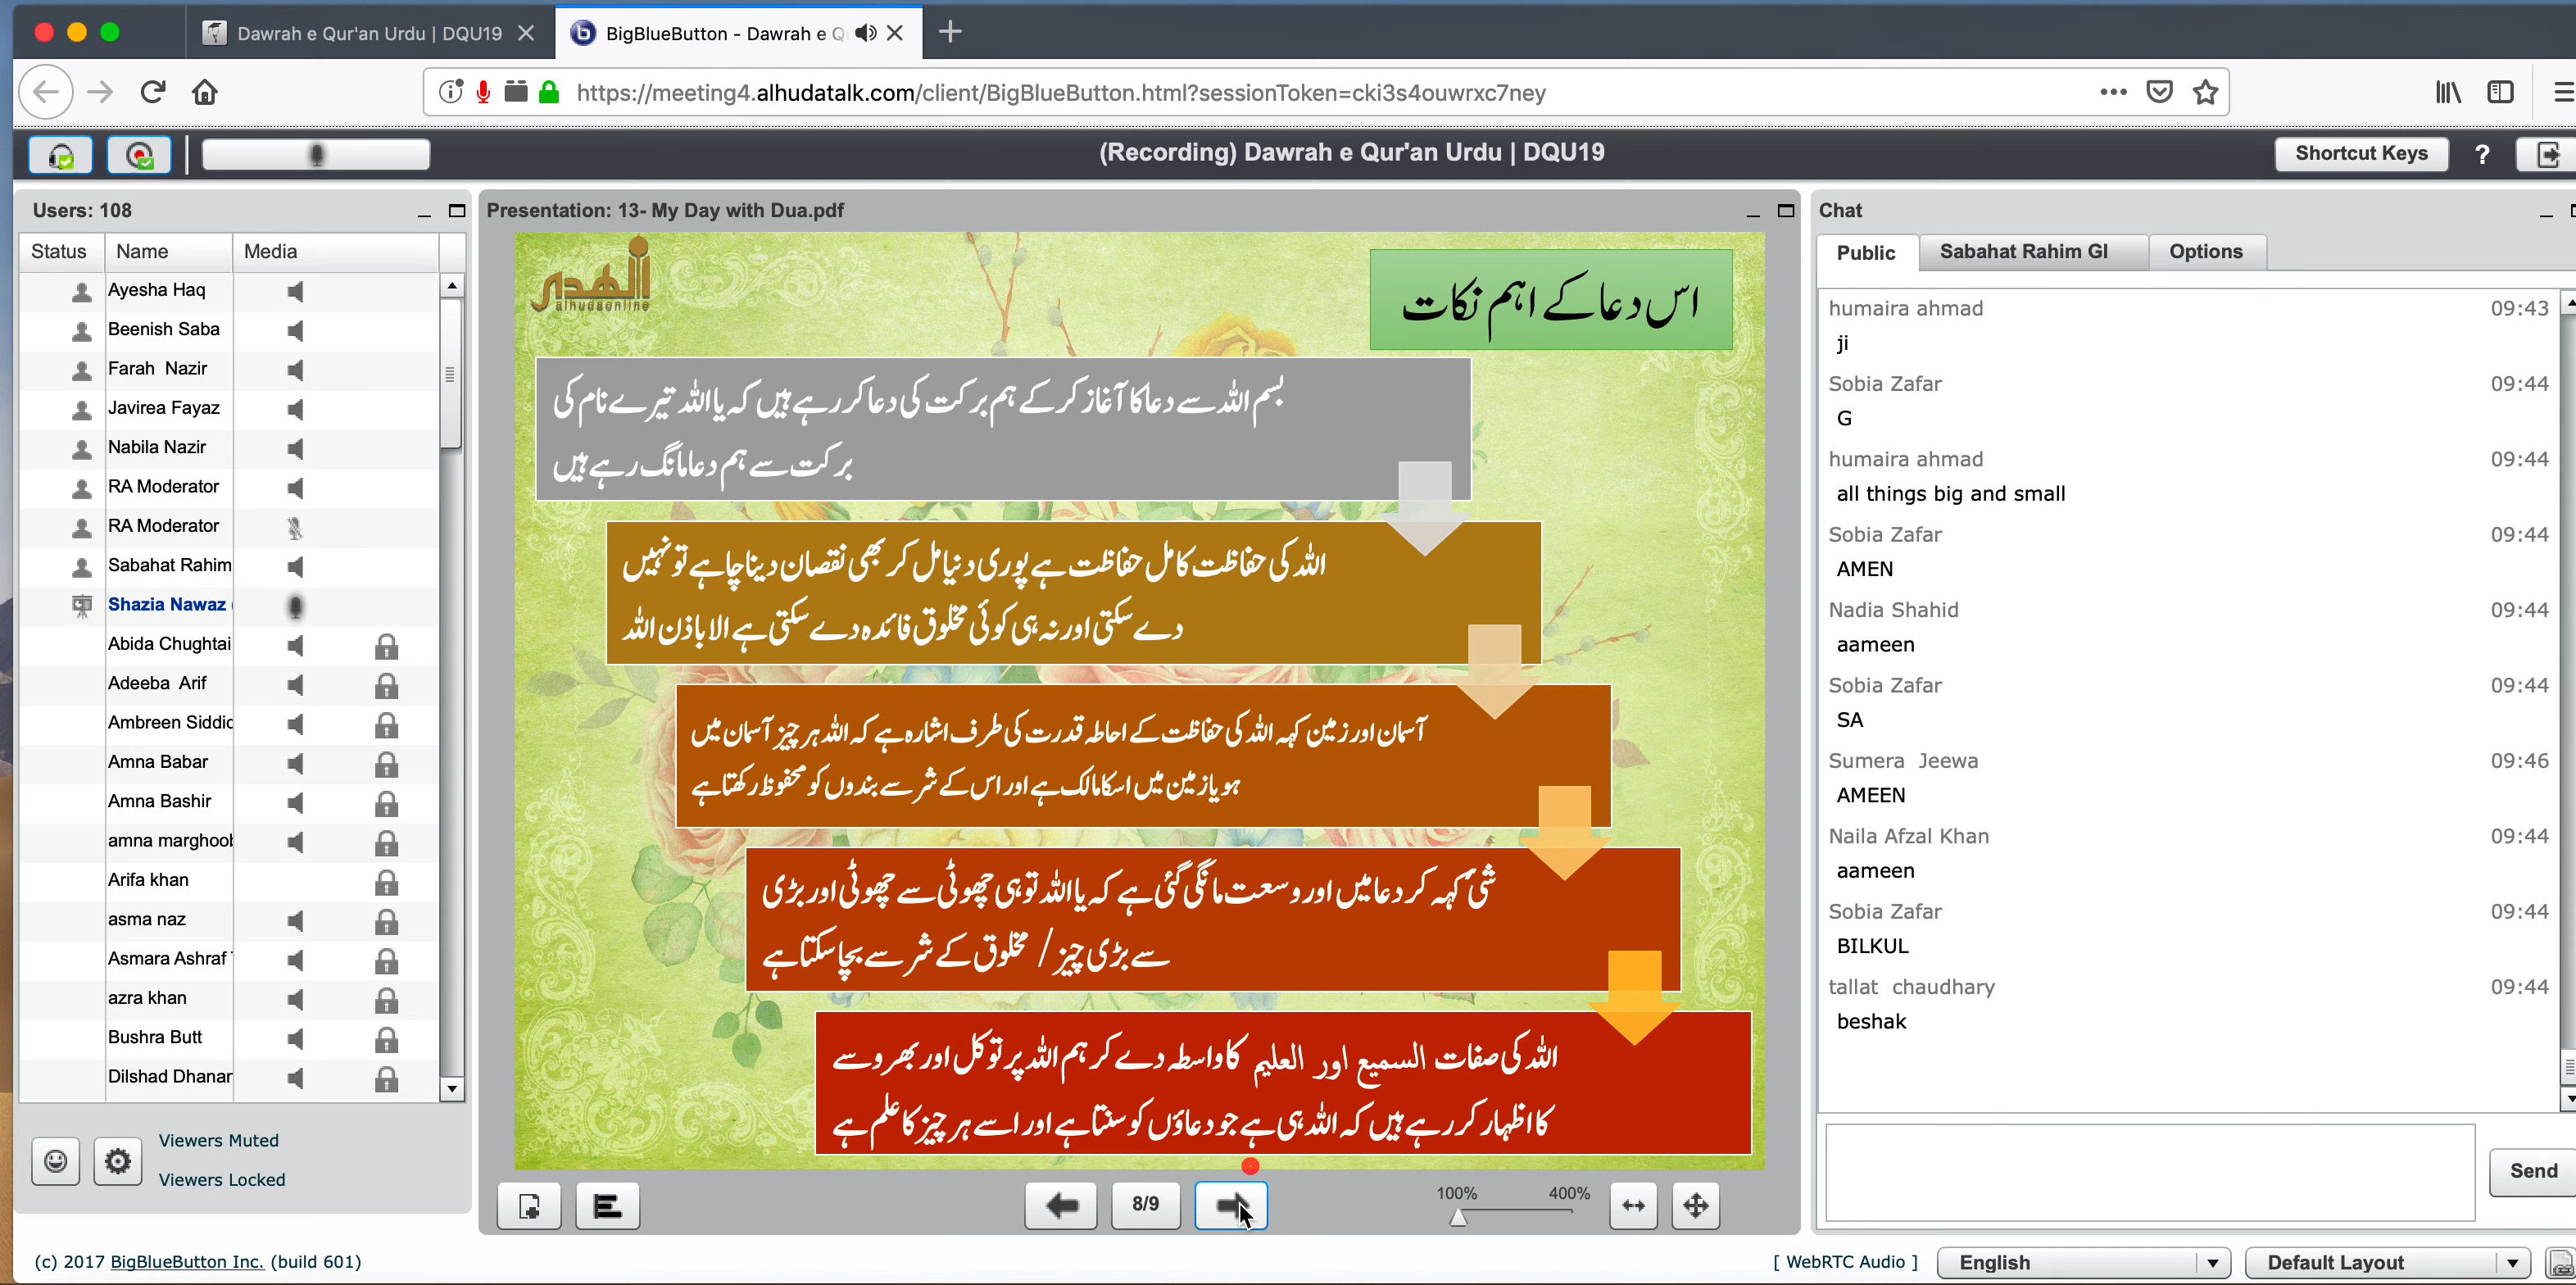 Dawrah e Qur'an Urdu | DQU19
BigBlueButton - Dawrah e Q
https://meeting4.alhudatalk.com/client/BigBlueButton.html?sessionToken=cki3s4ouwrxc7ney
(Recording) Dawrah e Qur'an Urdu | DQU19
Shortcut Keys
?
Users: 108
Status Name Media
Ayesha Haq
Beenish Saba
Farah Nazir
Javirea Fayaz
Nabila Nazir
RA Moderator
RA Moderator
Sabahat Rahim
Shazia Nawaz
Abida Chughtai
Adeeba Arif
Ambreen Siddic
Amna Babar
Amna Bashir
amna marghoob
Arifa khan
asma naz
Asmara Ashraf
azra khan
Bushra Butt
Dilshad Dhanar
Viewers Muted
Viewers Locked
Presentation: 13- My Day with Dua.pdf
الهدى
alhudaonline
اس دعا کے اہم نکات
بسم اللہ سے دعا کا آغاز کر کے ہم برکت کی دعا کر رہے ہیں کہ یا اللہ تیرے نام کی
برکت سے ہم دعا مانگ رہے ہیں
اللہ کی حفاظت کامل حفاظت ہے پوری دنیا مل کر بھی نقصان دینا چاہے تو نہیں
دے سکتی اور نہ ہی کوئی مخلوق فائدہ دے سکتی ہے الا باذن اللہ
آسمان اور زمین کہہ اللہ کی حفاظت کے احاطہ قدرت کی طرف اشارہ ہے کہ اللہ ہر چیز آسمان میں
ہو یا زمین میں اسکا مالک ہے اور اس کے شر سے بندوں کو محفوظ رکھتا ہے
شئ کہہ کر دعا میں اور وسعت مانگی گئی ہے کہ یا اللہ تو ہی چھوٹی سے چھوٹی اور بڑی
سے بڑی چیز / مخلوق کے شر سے بچا سکتا ہے
اللہ کی صفات السمیع اور العلیم کا واسطہ دے کر ہم اللہ پر توکل اور بھروسے
کا اظہار کر رہے ہیں کہ اللہ ہی ہے جو دعاؤں کو سنتا ہے اور اسے ہر چیز کا علم ہے
8/9
100% 400%
Chat
Public Sabahat Rahim GI Options
humaira ahmad 09:43
ji
Sobia Zafar 09:44
G
humaira ahmad 09:44
all things big and small
Sobia Zafar 09:44
AMEN
Nadia Shahid 09:44
aameen
Sobia Zafar 09:44
SA
Sumera Jeewa 09:46
AMEEN
Naila Afzal Khan 09:44
aameen
Sobia Zafar 09:44
BILKUL
tallat chaudhary 09:44
beshak
Send
(c) 2017 BigBlueButton Inc. (build 601)
[ WebRTC Audio ]
English
Default Layout